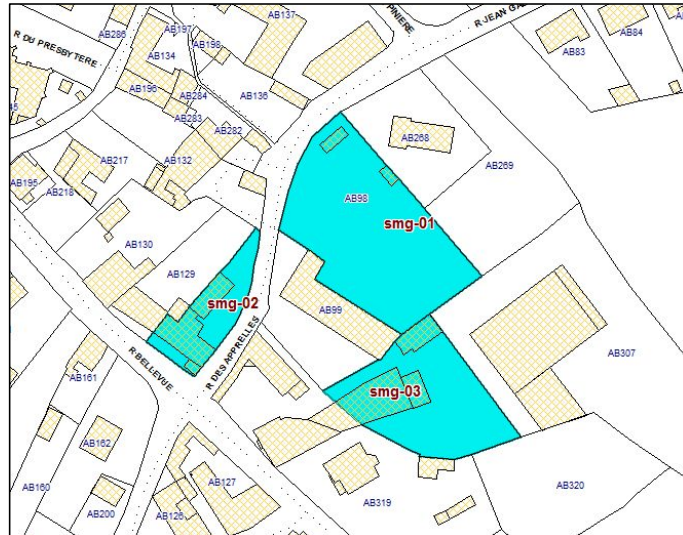 AB137
AB197
AB286
AB198
AB134
R DU PRESBYTERE
PINIERE
AB83
AB84
AB196
AB284
AB136
AB283
AB282
AB268
AB269
AB217
AB132
AB195
AB218
AB98
smg-01
AB130
AB129
smg-02
AB99
R BELLEVUE
R DES APPRELLES
AB307
AB161
smg-03
AB162
AB160
AB200
AB126
AB127
AB319
AB320